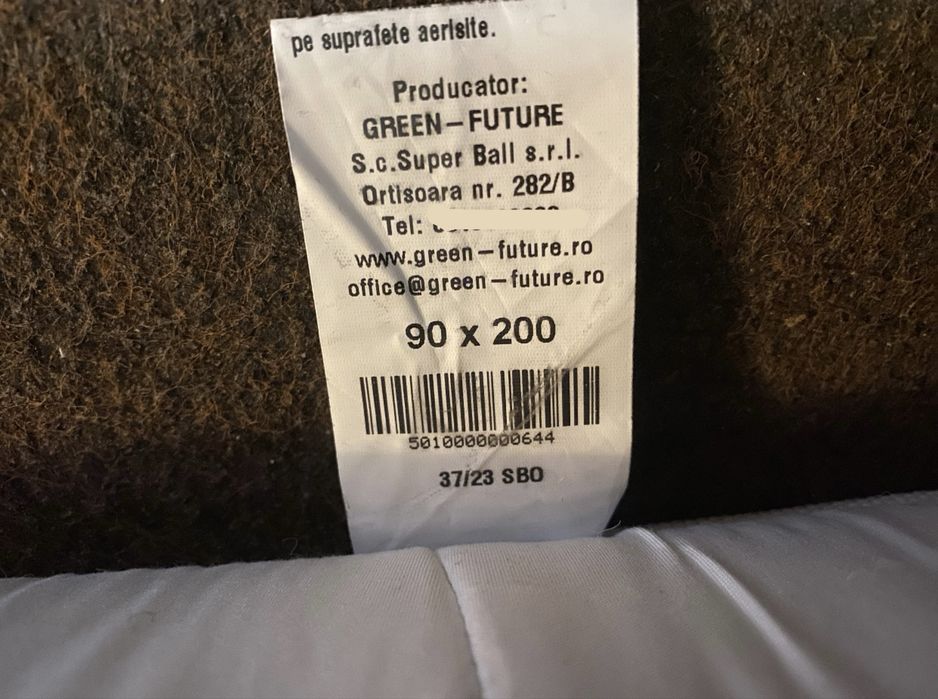 pe suprafete aerisite.
Producator:
GREEN-FUTURE
S.c.Super Ball s.r.l.
Ortisoara nr. 282/B
Tel:
www.green-future.ro
office@green-future.ro
90 x 200
5010000000644
37/23 SBO